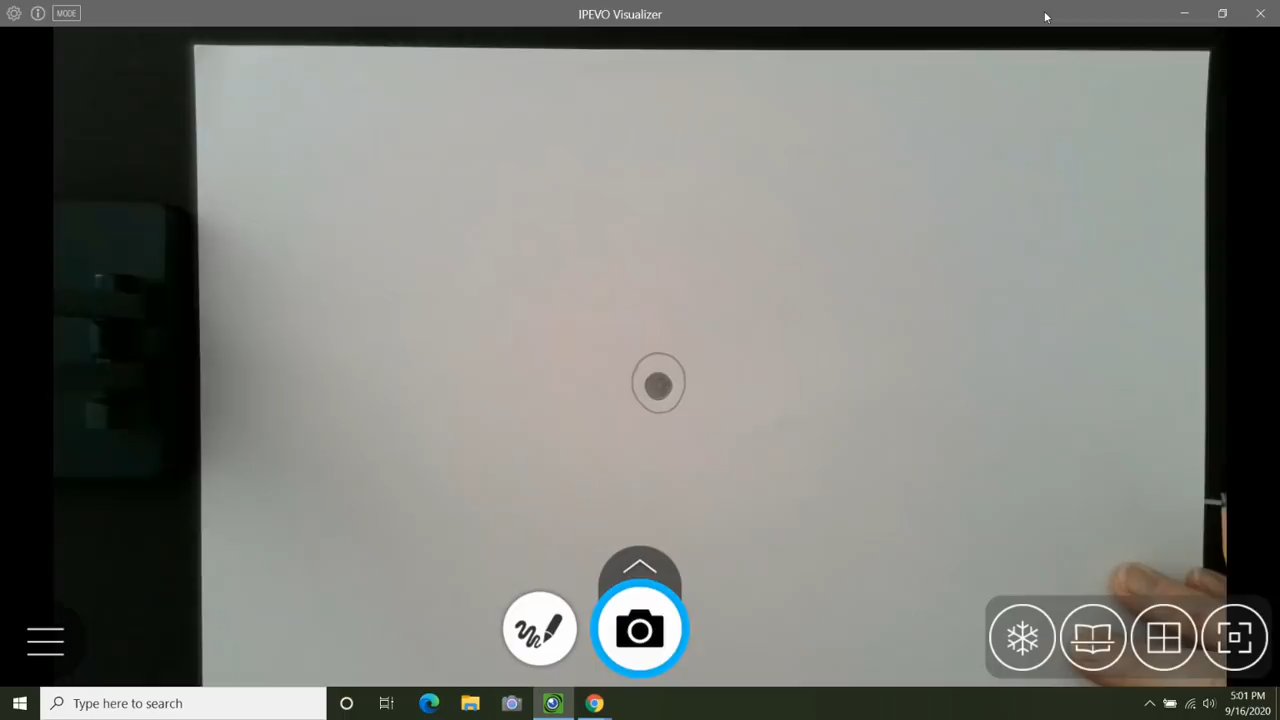 MODE
IPEVO Visualizer
Type here to search
5:01 PM
9/16/2020